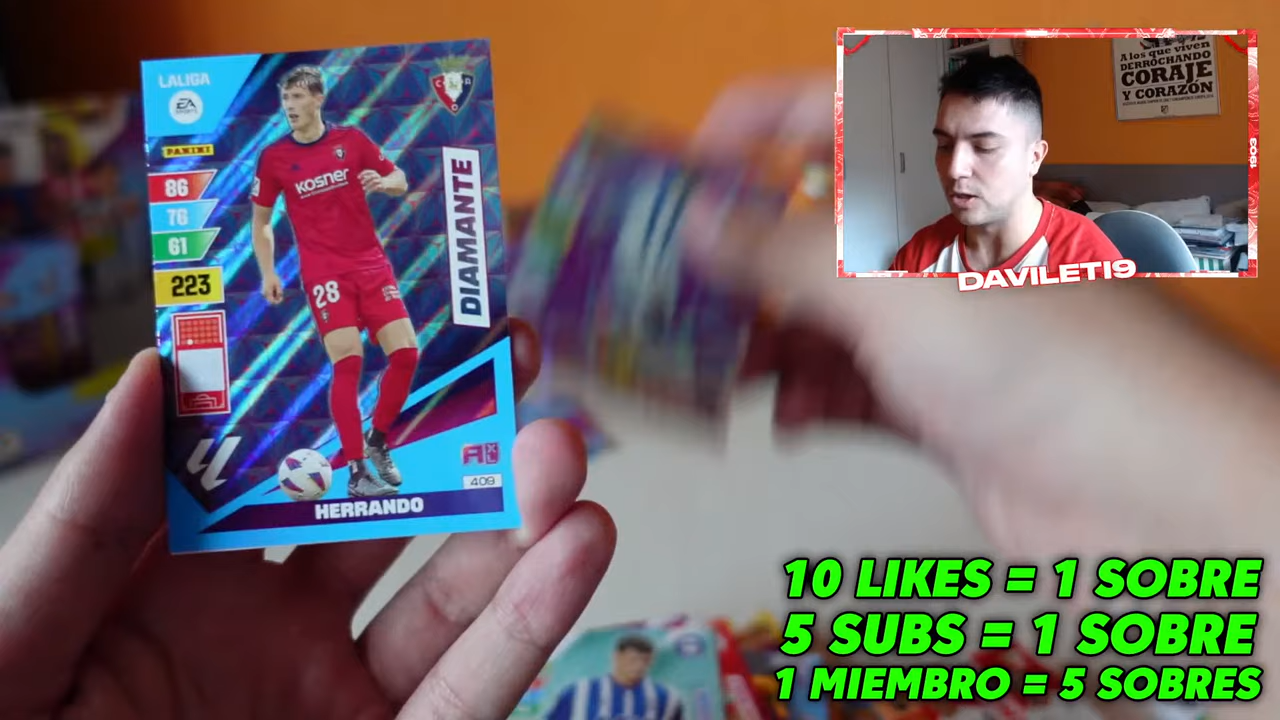 LALIGA
EA
SPORTS
PANINI
86
76
61
223
DIAMANTE
kosner
28
409
HERRANDO
A los que viven
DERROCHANDO
CORAJE
Y CORAZÓN
1903
DAVILETI9
10 LIKES = 1 SOBRE
5 SUBS = 1 SOBRE
1 MIEMBRO = 5 SOBRES